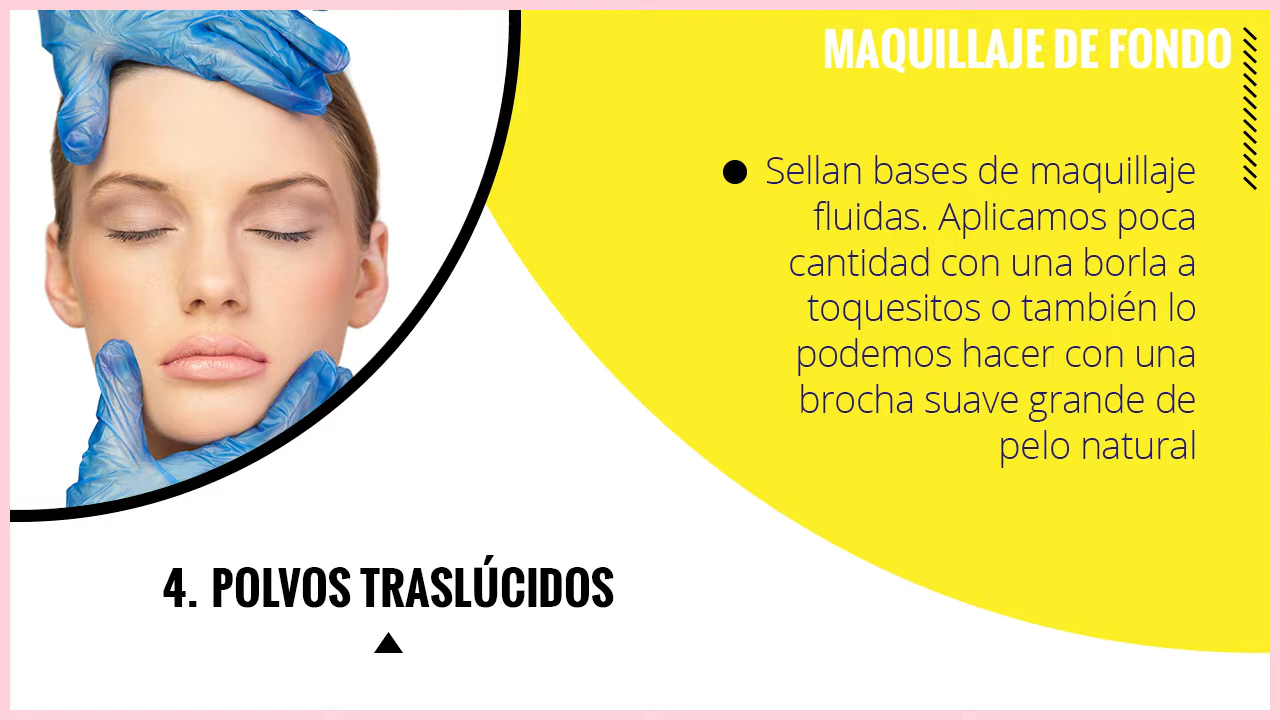 MAQUILLAJE DE FONDO
Sellan bases de maquillaje
fluidas. Aplicamos poca
cantidad con una borla a
toquesitos o también lo
podemos hacer con una
brocha suave grande de
pelo natural
4. POLVOS TRASLÚCIDOS